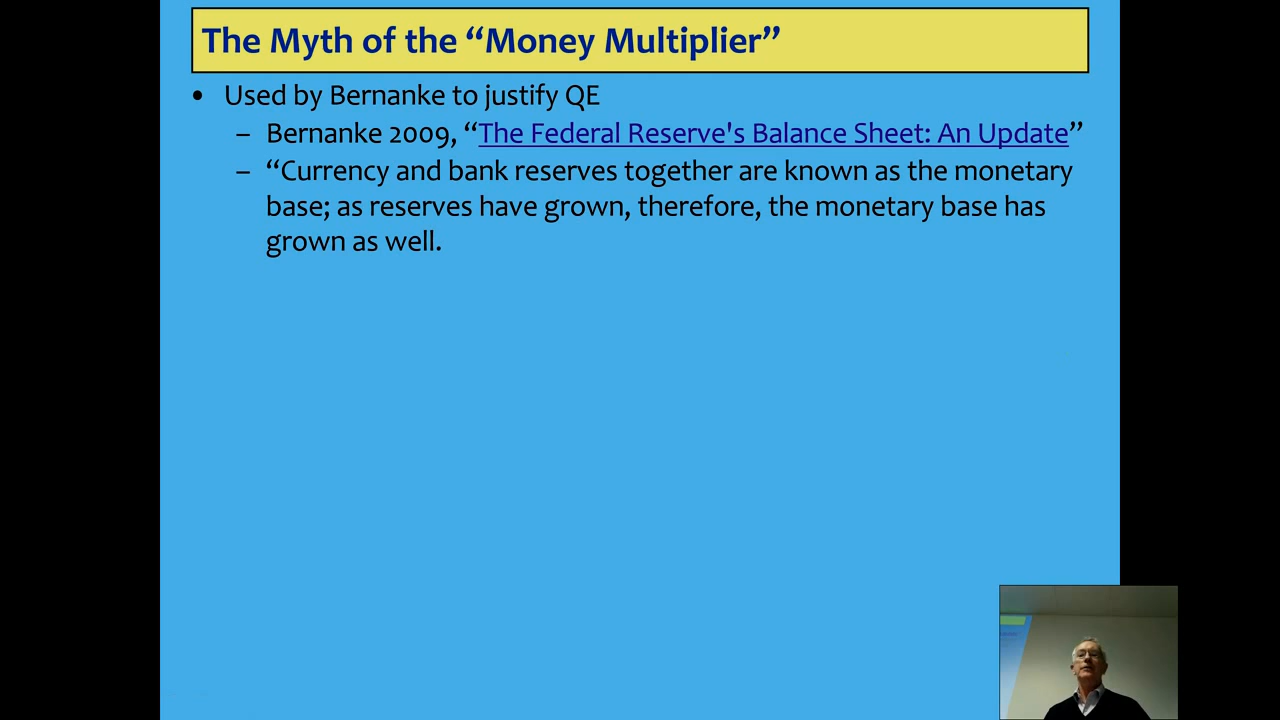 The Myth of the “Money Multiplier”
• Used by Bernanke to justify QE
– Bernanke 2009, “The Federal Reserve's Balance Sheet: An Update”
– “Currency and bank reserves together are known as the monetary
base; as reserves have grown, therefore, the monetary base has
grown as well.